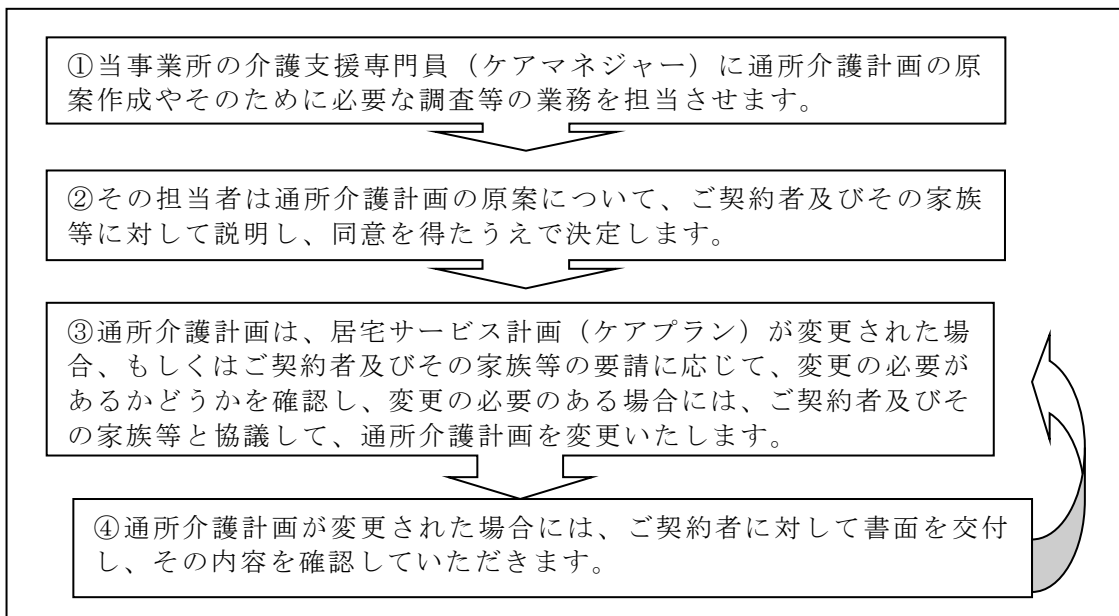 ①当事業所の介護支援専門員（ケアマネジャー）に通所介護計画の原
案作成やそのために必要な調査等の業務を担当させます。
②その担当者は通所介護計画の原案について、ご契約者及びその家族
等に対して説明し、同意を得たうえで決定します。
③通所介護計画は、居宅サービス計画（ケアプラン）が変更された場
合、もしくはご契約者及びその家族等の要請に応じて、変更の必要が
あるかどうかを確認し、変更の必要のある場合には、ご契約者及びそ
の家族等と協議して、通所介護計画を変更いたします。
④通所介護計画が変更された場合には、ご契約者に対して書面を交付
し、その内容を確認していただきます。